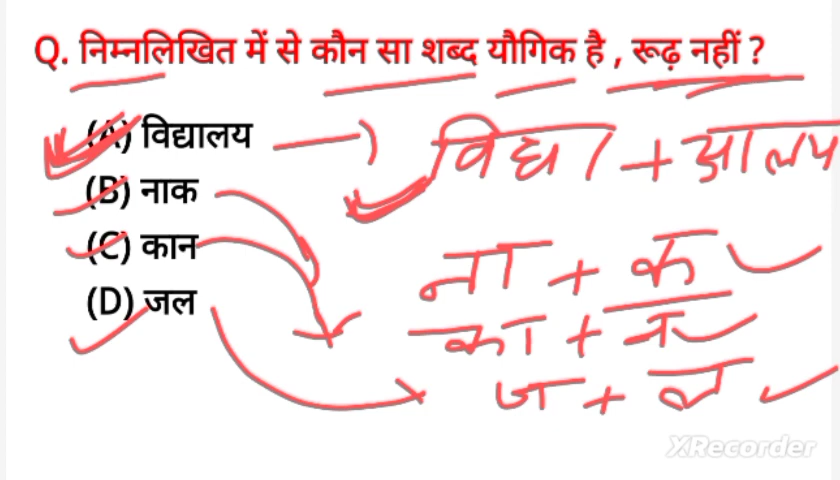 Q. निम्नलिखित में से कौन सा शब्द यौगिक है , रूढ़ नहीं ?
(A) विद्यालय
विद्या + आलय
(B) नाक
(C) कान
ना + क
(D) जल
का + न
ज + ल
XRecorder